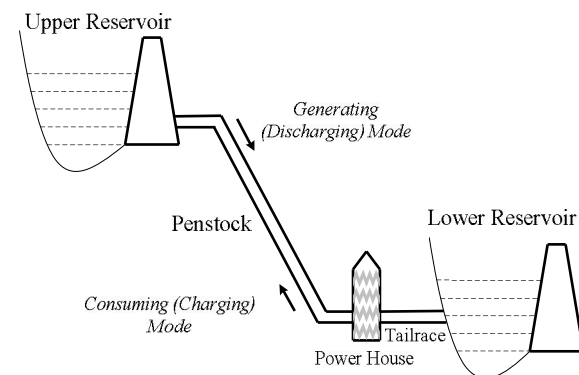 Upper Reservoir
Generating
(Discharging) Mode
Penstock
Lower Reservoir
Consuming (Charging)
Mode
Tailrace
Power House